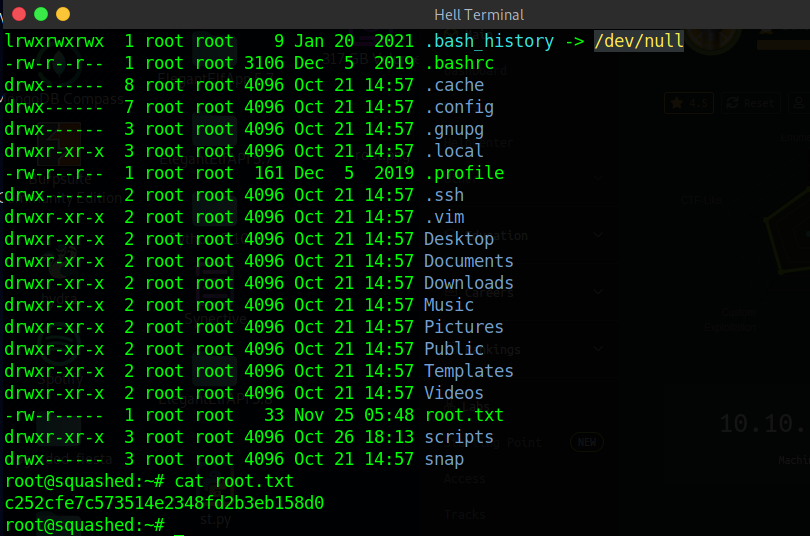 Hell Terminal
lrwxrwxrwx  1 root root    9 Jan 20  2021 .bash_history -> /dev/null
-rw-r--r--  1 root root 3106 Dec  5  2019 .bashrc
drwx------  8 root root 4096 Oct 21 14:57 .cache
drwx------  7 root root 4096 Oct 21 14:57 .config
drwx------  3 root root 4096 Oct 21 14:57 .gnupg
drwxr-xr-x  3 root root 4096 Oct 21 14:57 .local
-rw-r--r--  1 root root  161 Dec  5  2019 .profile
drwx------  2 root root 4096 Oct 21 14:57 .ssh
drwxr-xr-x  2 root root 4096 Oct 21 14:57 .vim
drwxr-xr-x  2 root root 4096 Oct 21 14:57 Desktop
drwxr-xr-x  2 root root 4096 Oct 21 14:57 Documents
drwxr-xr-x  2 root root 4096 Oct 21 14:57 Downloads
drwxr-xr-x  2 root root 4096 Oct 21 14:57 Music
drwxr-xr-x  2 root root 4096 Oct 21 14:57 Pictures
drwxr-xr-x  2 root root 4096 Oct 21 14:57 Public
drwxr-xr-x  2 root root 4096 Oct 21 14:57 Templates
drwxr-xr-x  2 root root 4096 Oct 21 14:57 Videos
-rw-r-----  1 root root   33 Nov 25 05:48 root.txt
drwxr-xr-x  3 root root 4096 Oct 26 18:13 scripts
drwx------  3 root root 4096 Oct 21 14:57 snap
root@squashed:~# cat root.txt
c252cfe7c573514e2348fd2b3eb158d0
root@squashed:~#
4.5
Reset
10.10.
Point
NEW
Access
Tracks
st.py